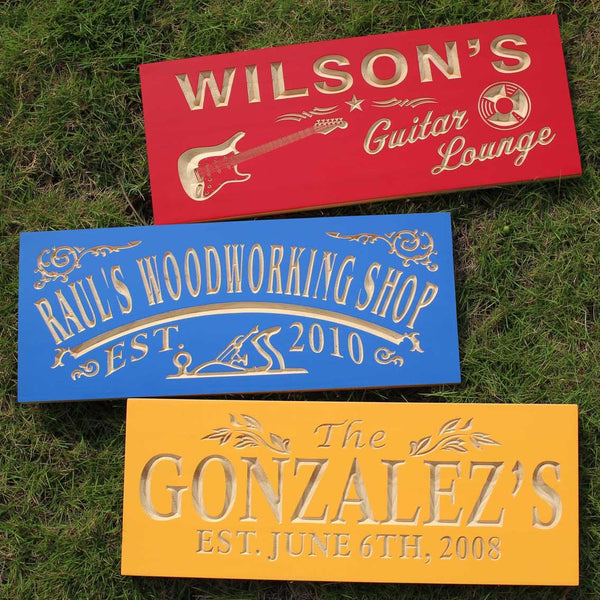 WILSON'S
Guitar
Lounge
RAUL'S WOODWORKING SHOP
EST. 2010
The
GONZALEZ'S
EST. JUNE 6TH, 2008